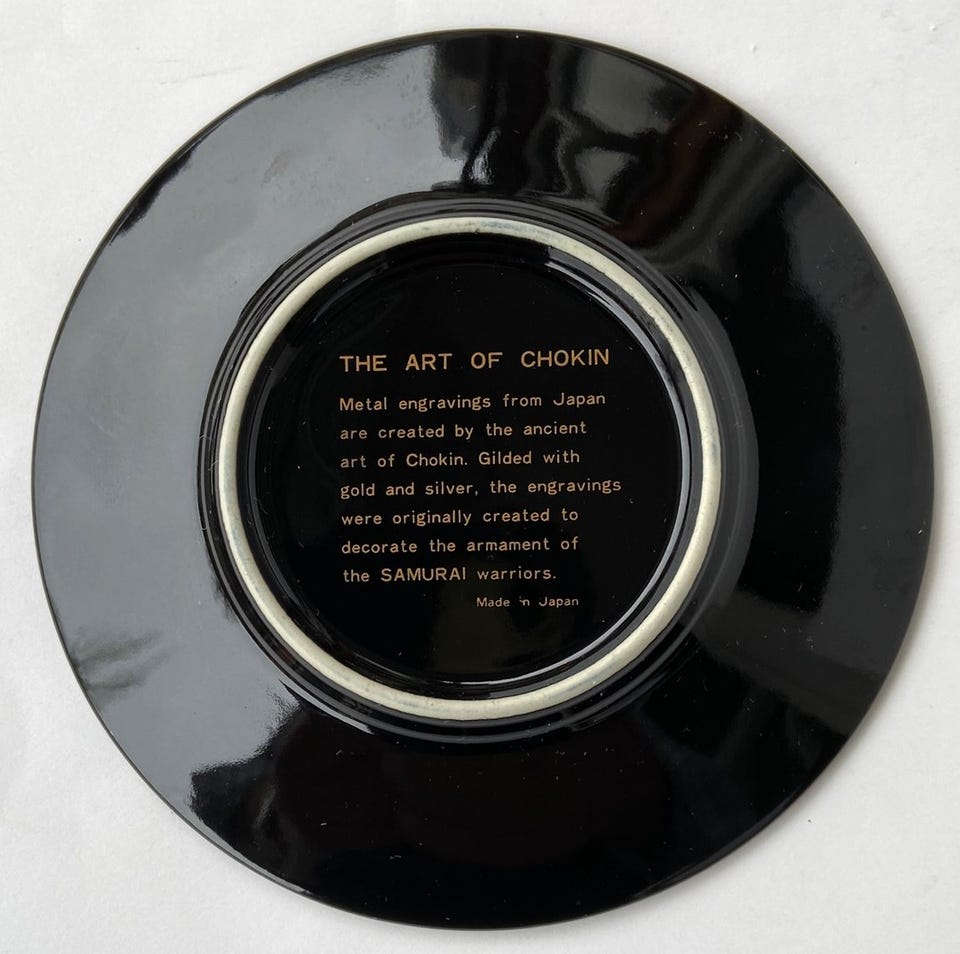 THE ART OF CHOKIN
Metal engravings from Japan
are created by the ancient
art of Chokin. Gilded with
gold and silver, the engravings
were originally created to
decorate the armament of
the SAMURAI warriors.
Made in Japan